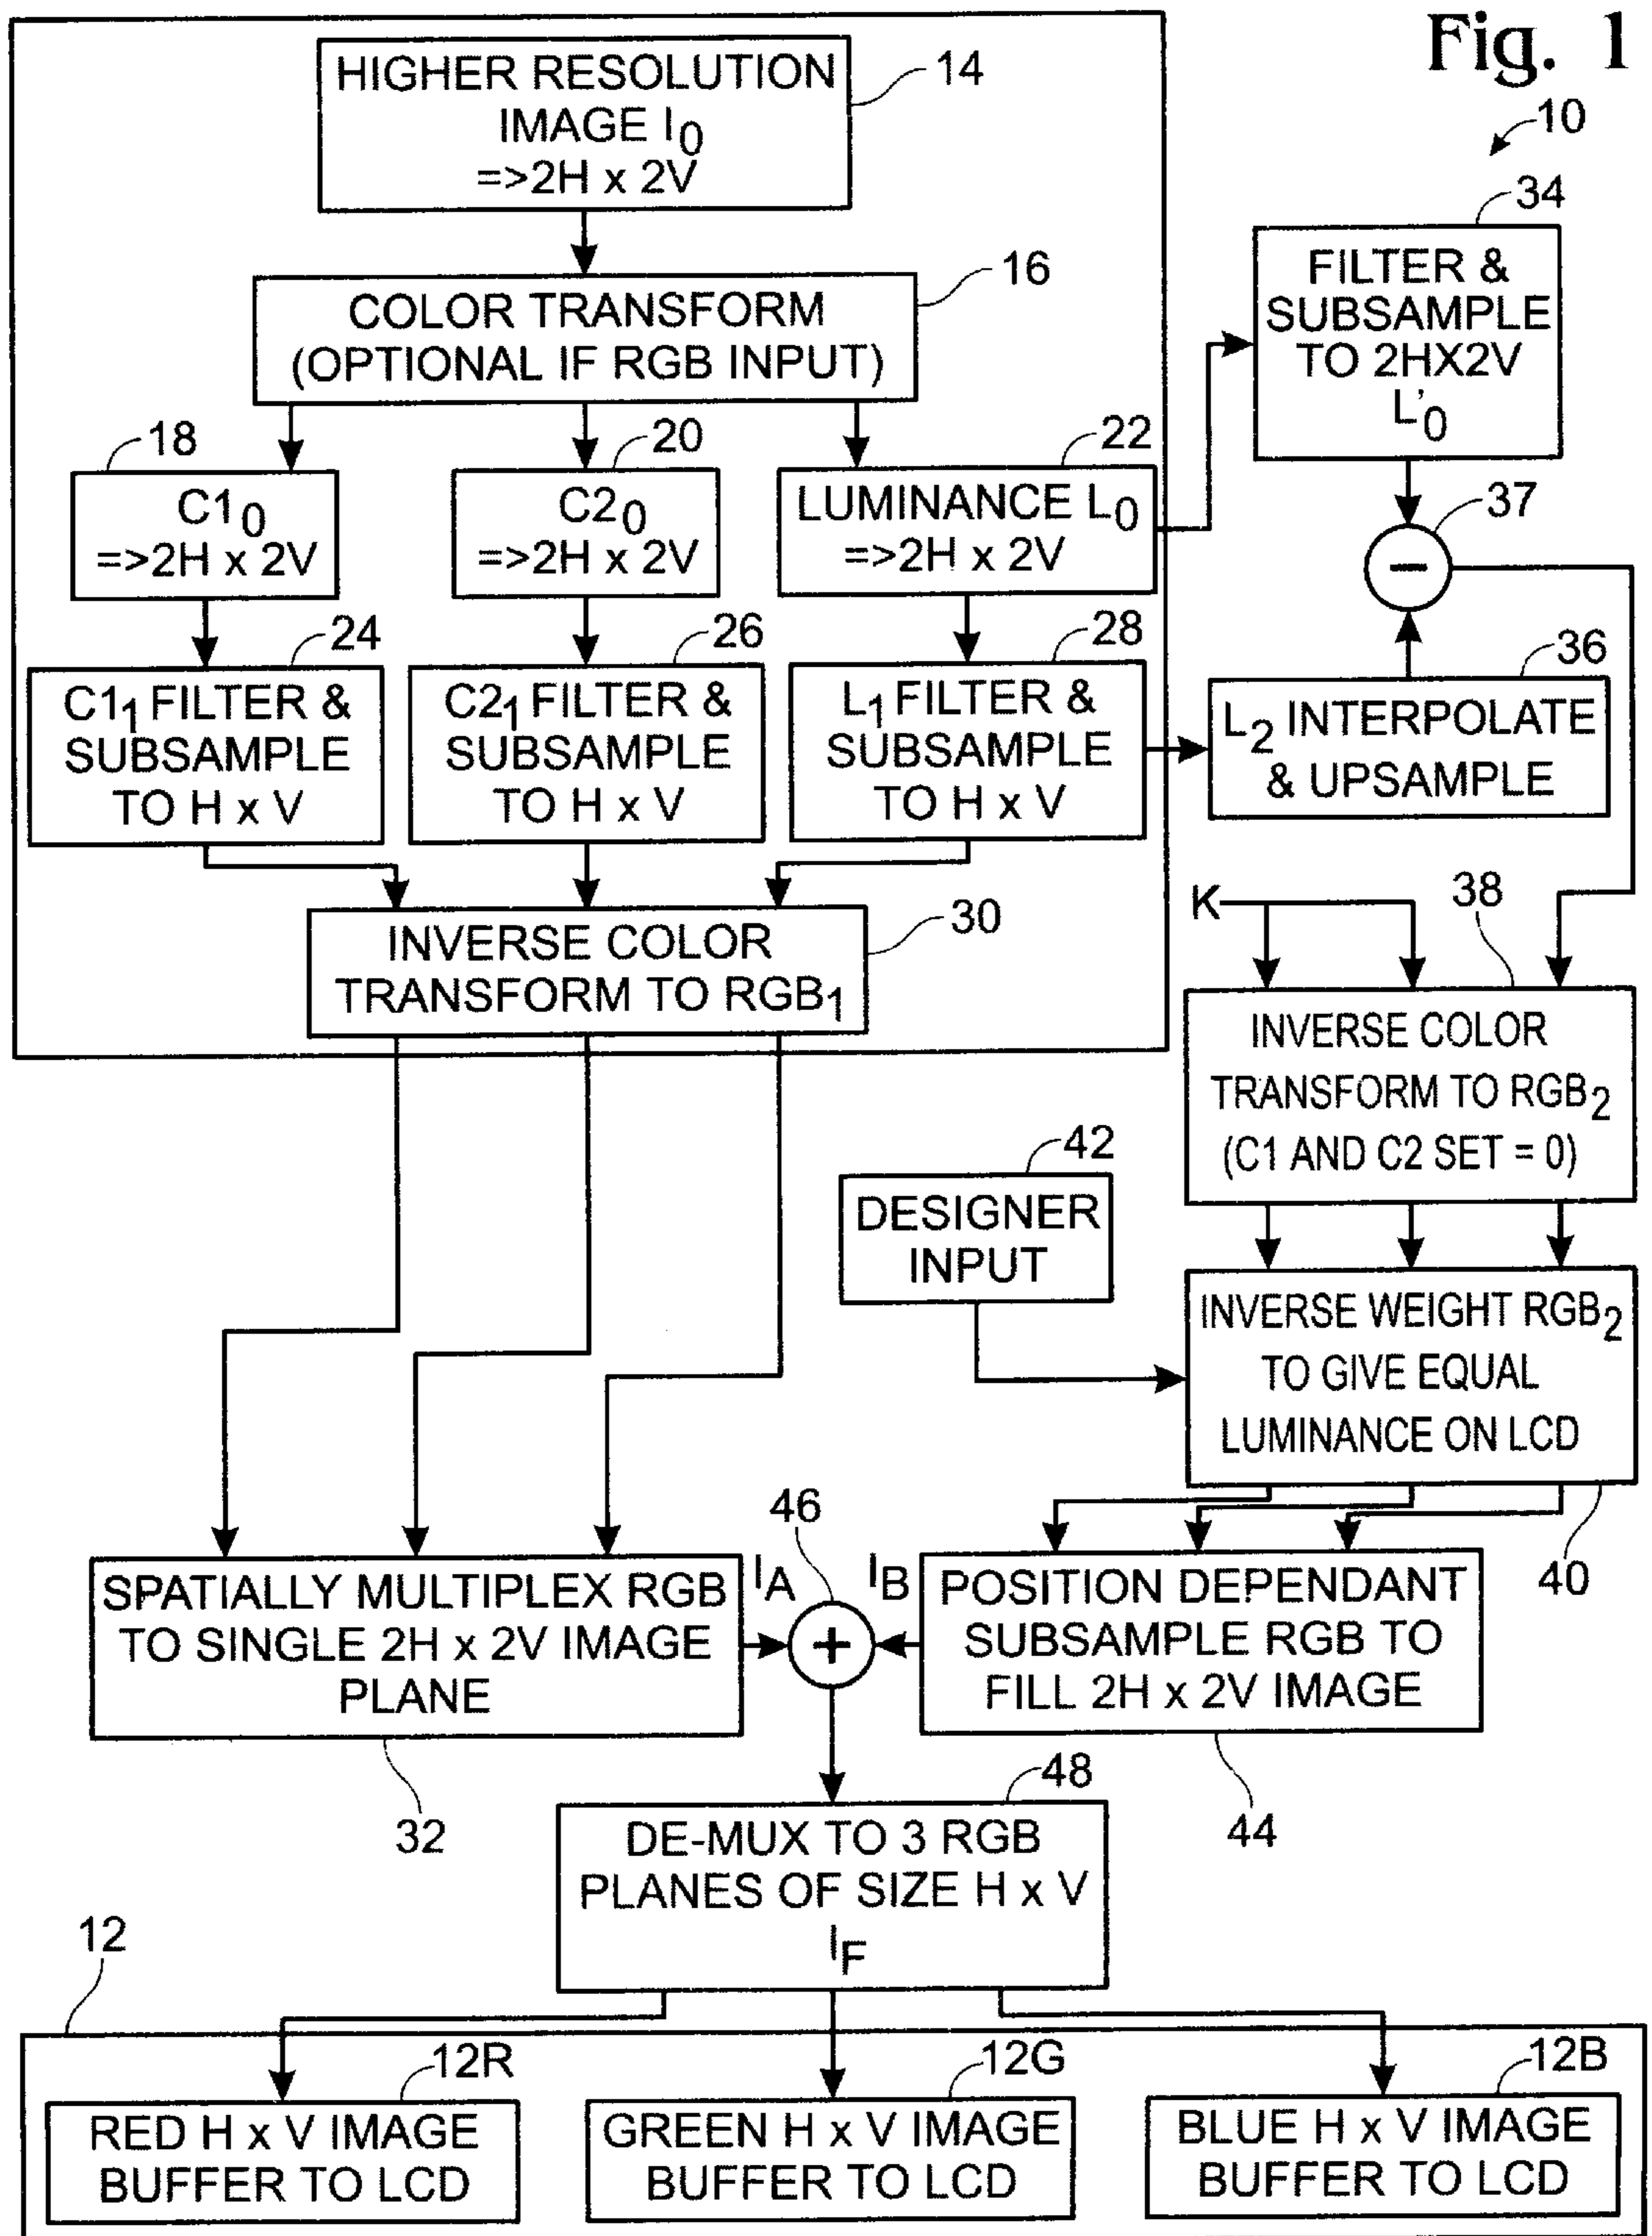 Fig. 1
10
HIGHER RESOLUTION
IMAGE I0
=>2H x 2V
14
COLOR TRANSFORM
(OPTIONAL IF RGB INPUT)
16
34
FILTER &
SUBSAMPLE
TO 2HX2V
L'0
18
C10
=>2H x 2V
20
C20
=>2H x 2V
22
LUMINANCE L0
=>2H x 2V
37
−
24
C11 FILTER &
SUBSAMPLE
TO H x V
26
C21 FILTER &
SUBSAMPLE
TO H x V
28
L1 FILTER &
SUBSAMPLE
TO H x V
36
L2 INTERPOLATE
& UPSAMPLE
30
INVERSE COLOR
TRANSFORM TO RGB1
K
38
INVERSE COLOR
TRANSFORM TO RGB2
(C1 AND C2 SET = 0)
42
DESIGNER
INPUT
INVERSE WEIGHT RGB2
TO GIVE EQUAL
LUMINANCE ON LCD
40
SPATIALLY MULTIPLEX RGB
TO SINGLE 2H x 2V IMAGE
PLANE
32
IA
46
+
IB
POSITION DEPENDANT
SUBSAMPLE RGB TO
FILL 2H x 2V IMAGE
44
48
DE-MUX TO 3 RGB
PLANES OF SIZE H x V
IF
12
12R
RED H x V IMAGE
BUFFER TO LCD
12G
GREEN H x V IMAGE
BUFFER TO LCD
12B
BLUE H x V IMAGE
BUFFER TO LCD